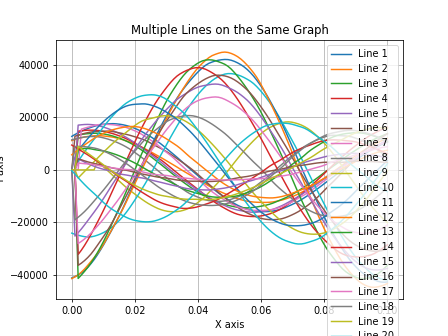 Multiple Lines on the Same Graph
40000
20000
0
−20000
−40000
0.00
0.02
0.04
0.06
0.08
X axis
axis
Line 1
Line 2
Line 3
Line 4
Line 5
Line 6
Line 7
Line 8
Line 9
Line 10
Line 11
Line 12
Line 13
Line 14
Line 15
Line 16
Line 17
Line 18
Line 19
Line 20